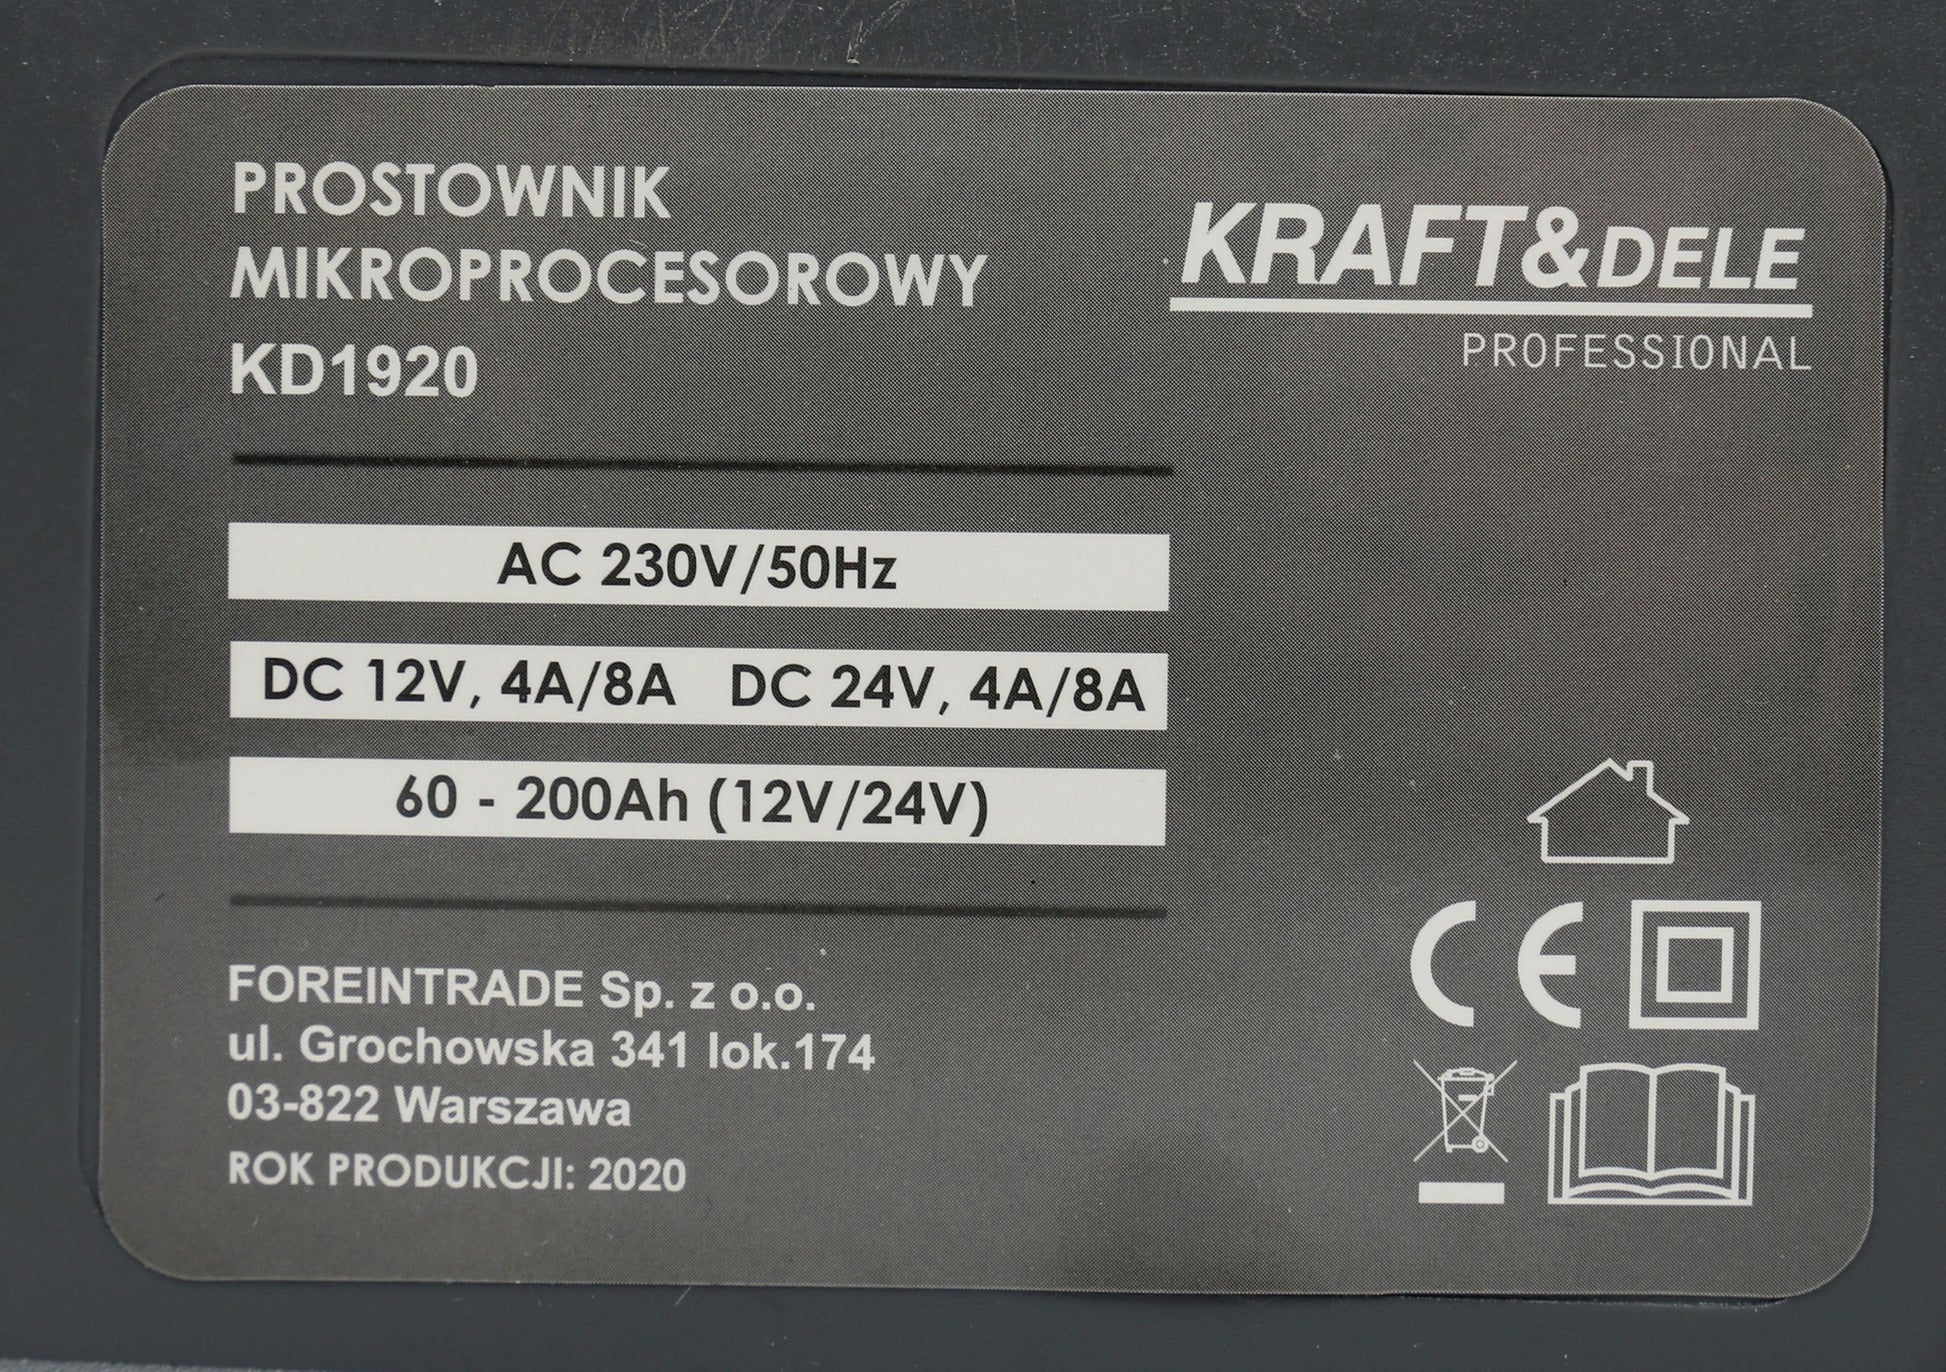 PROSTOWNIK
MIKROPROCESOROWY
KD1920
KRAFT&DELE
PROFESSIONAL
AC 230V/50Hz
DC 12V, 4A/8A DC 24V, 4A/8A
60 - 200Ah (12V/24V)
FOREINTRADE Sp. z o.o.
ul. Grochowska 341 lok.174
03-822 Warszawa
ROK PRODUKCJI: 2020
CE